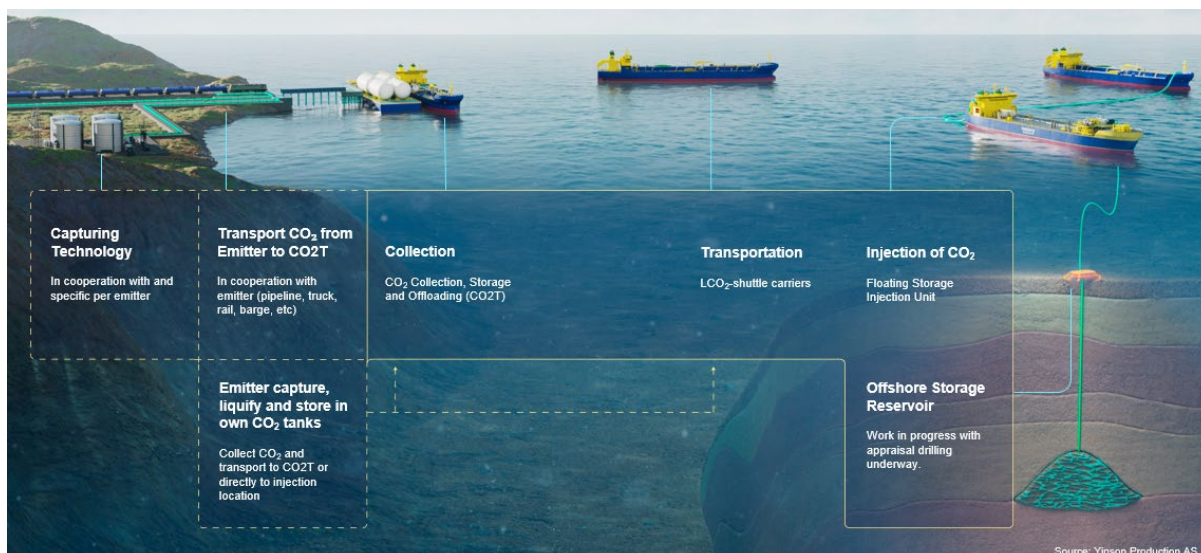 Capturing
Technology
In cooperation with and
specific per emitter
Transport CO₂ from
Emitter to CO2T
In cooperation with
emitter (pipeline, truck,
rail, barge, etc)
Collection
CO₂ Collection, Storage
and Offloading (CO2T)
Transportation
LCO₂-shuttle carriers
Injection of CO₂
Floating Storage
Injection Unit
Emitter capture,
liquify and store in
own CO₂ tanks
Collect CO₂ and
transport to CO2T or
directly to injection
location
Offshore Storage
Reservoir
Work in progress with
appraisal drilling
underway.
Source: Yinson Production AS